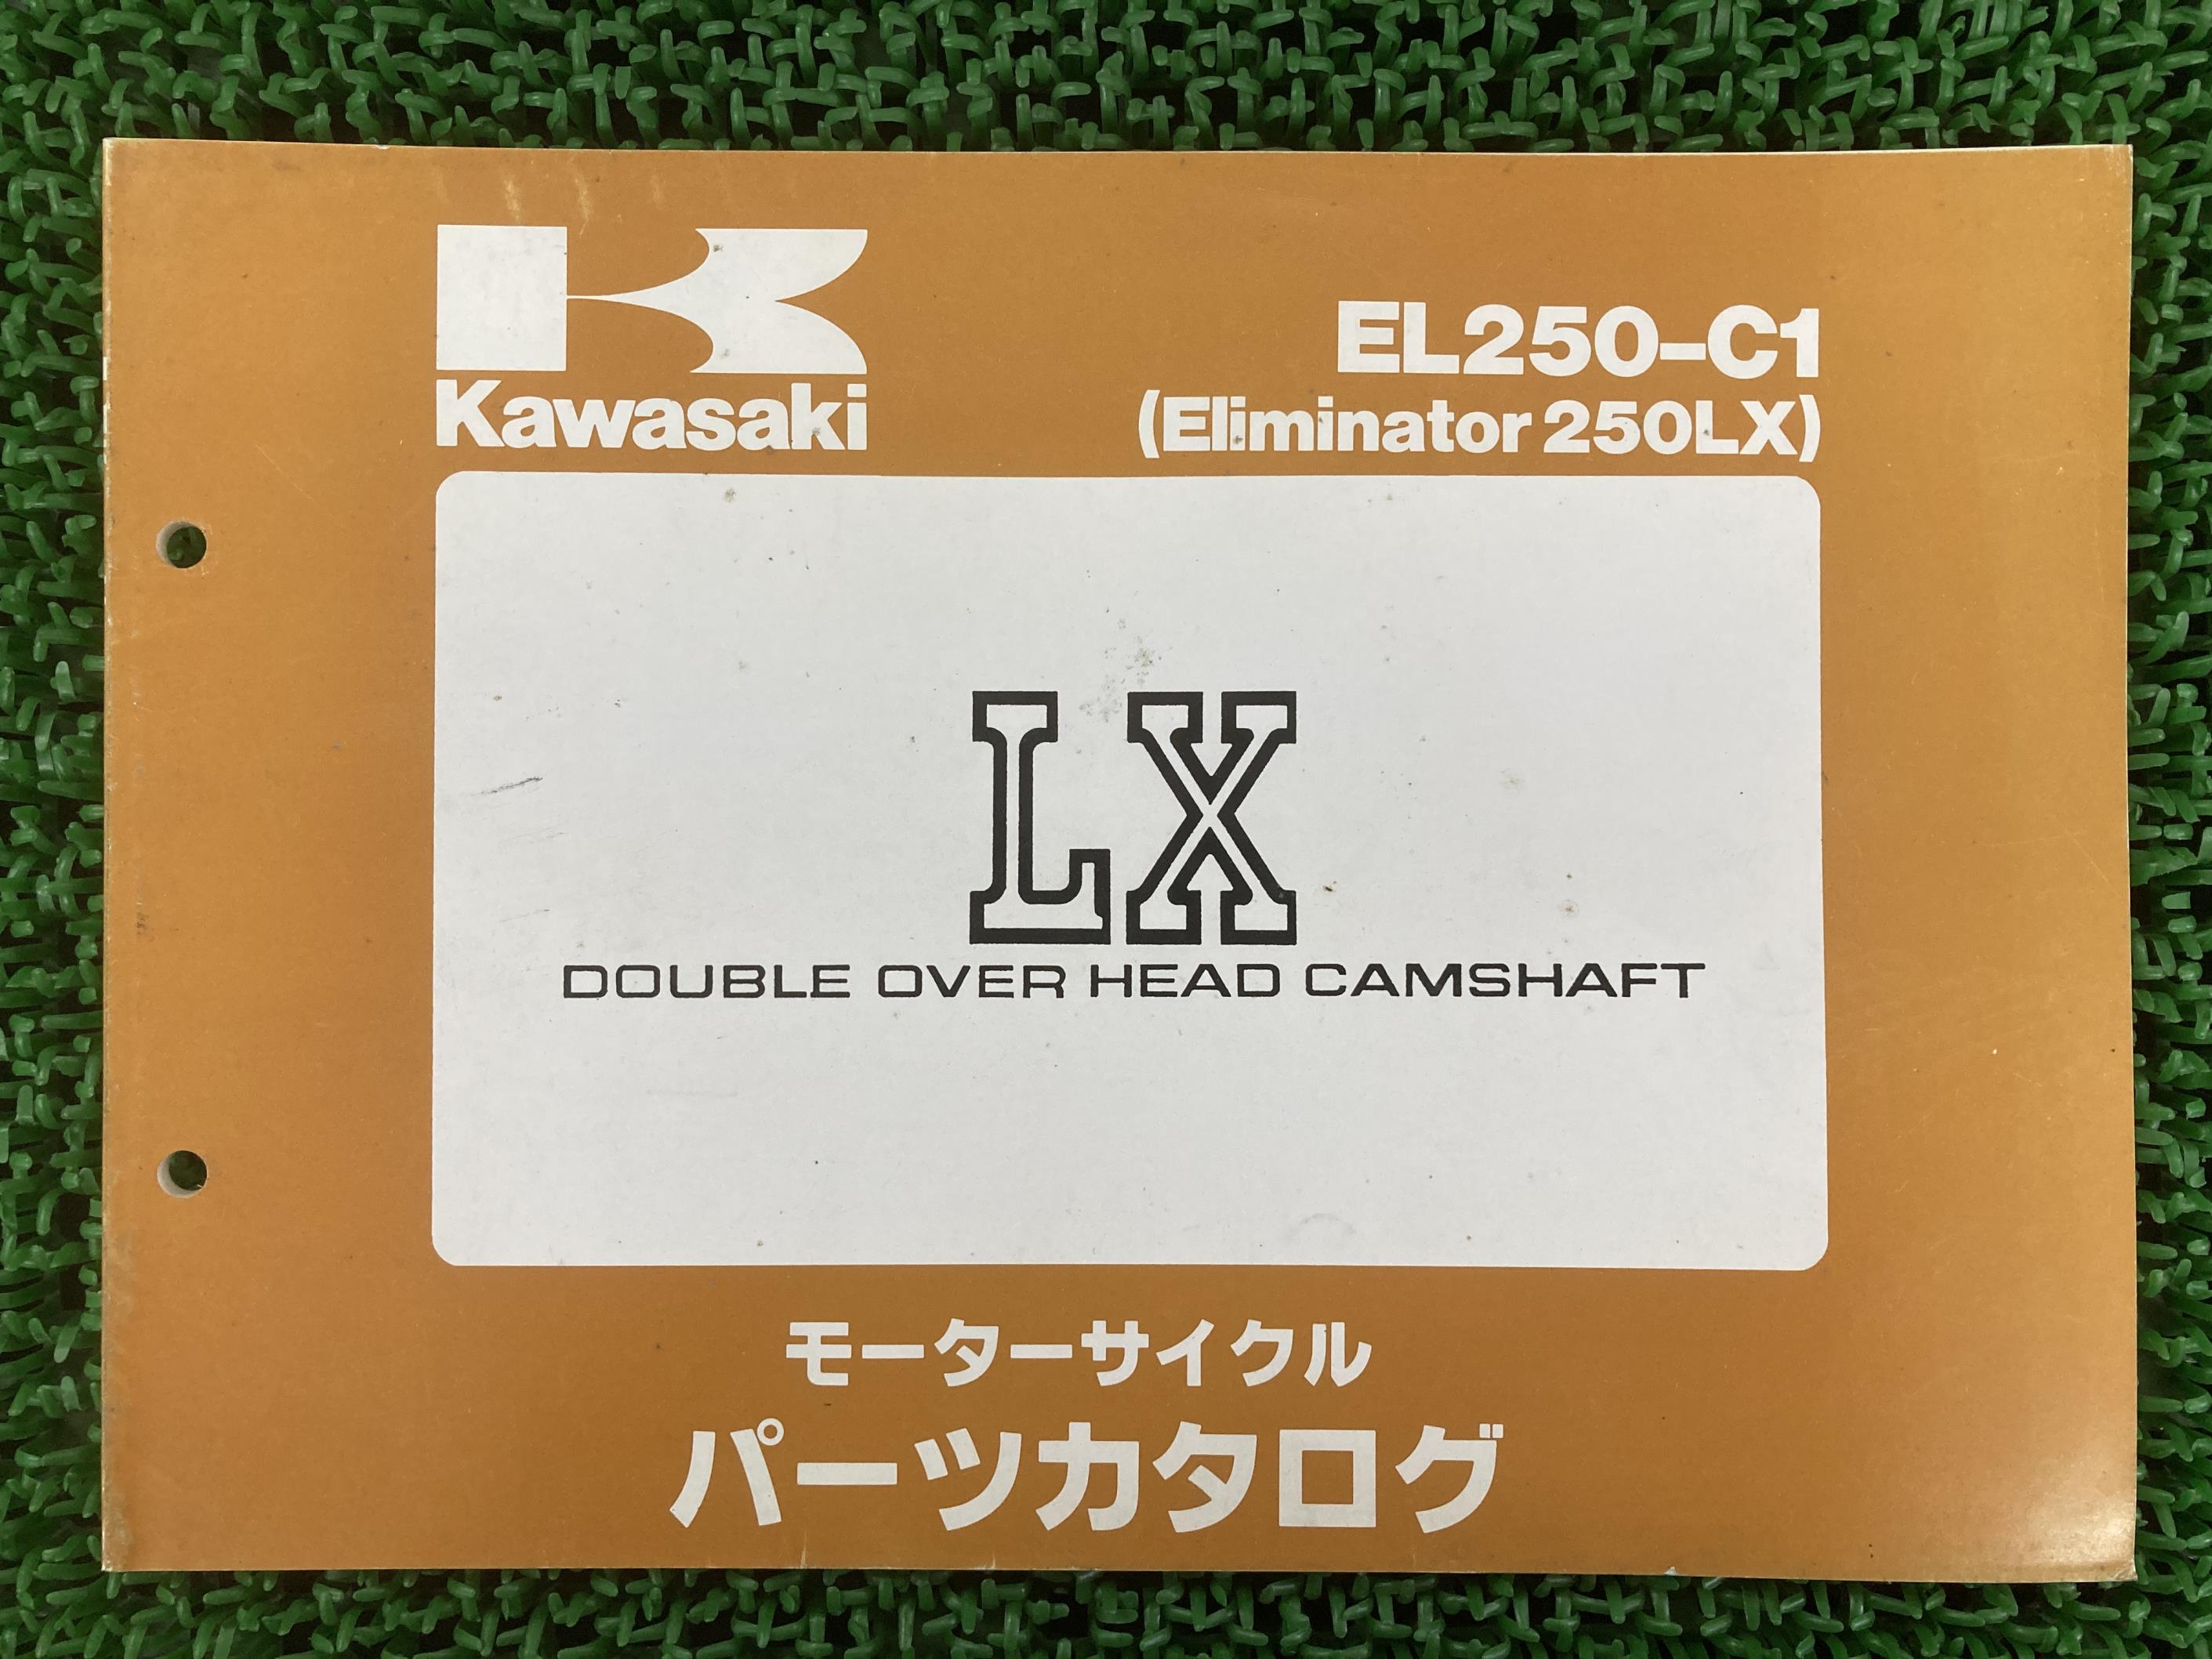 Kawasaki
EL250-C1
(Eliminator 250LX)
LX
DOUBLE OVER HEAD CAMSHAFT
モーターサイクル
パーツカタログ